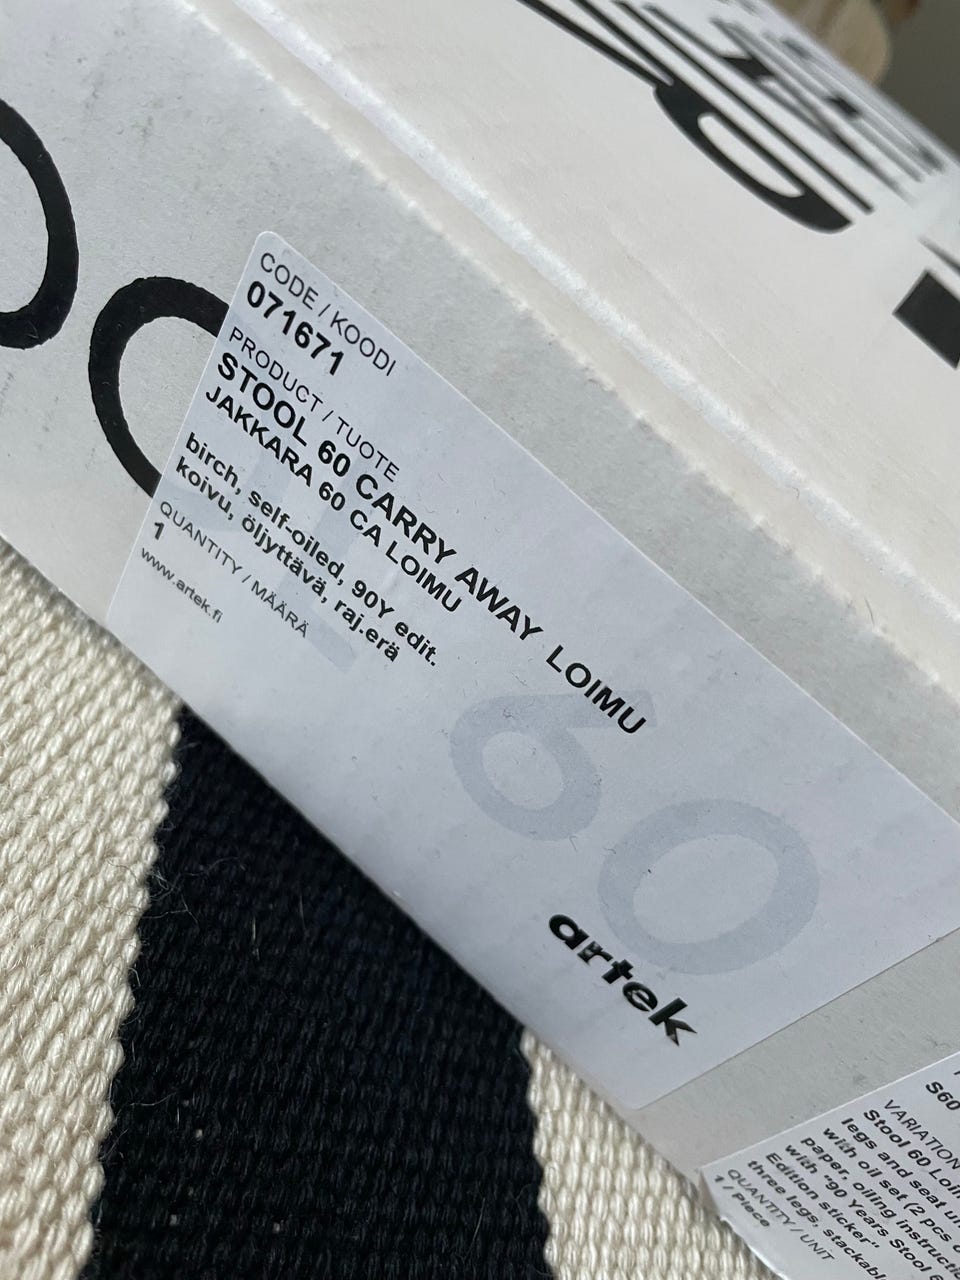 CODE / KOODI
071671
PRODUCT / TUOTE
STOOL 60 CARRY AWAY LOIMU
JAKKARA 60 CA LOIMU
birch, self-oiled, 90Y edit.
koivu, öljyttävä, raj.erä
QUANTITY / MÄÄRÄ
1
www.artek.fi
60
artek
S60
VARIATION
Stool 60 Loi
legs and seat un
with oil set (2 pcs
paper, oiling instructi
with "90 Years Stool
Edition sticker"
three legs, stackabl
QUANTITY / UNIT
1 / Piece